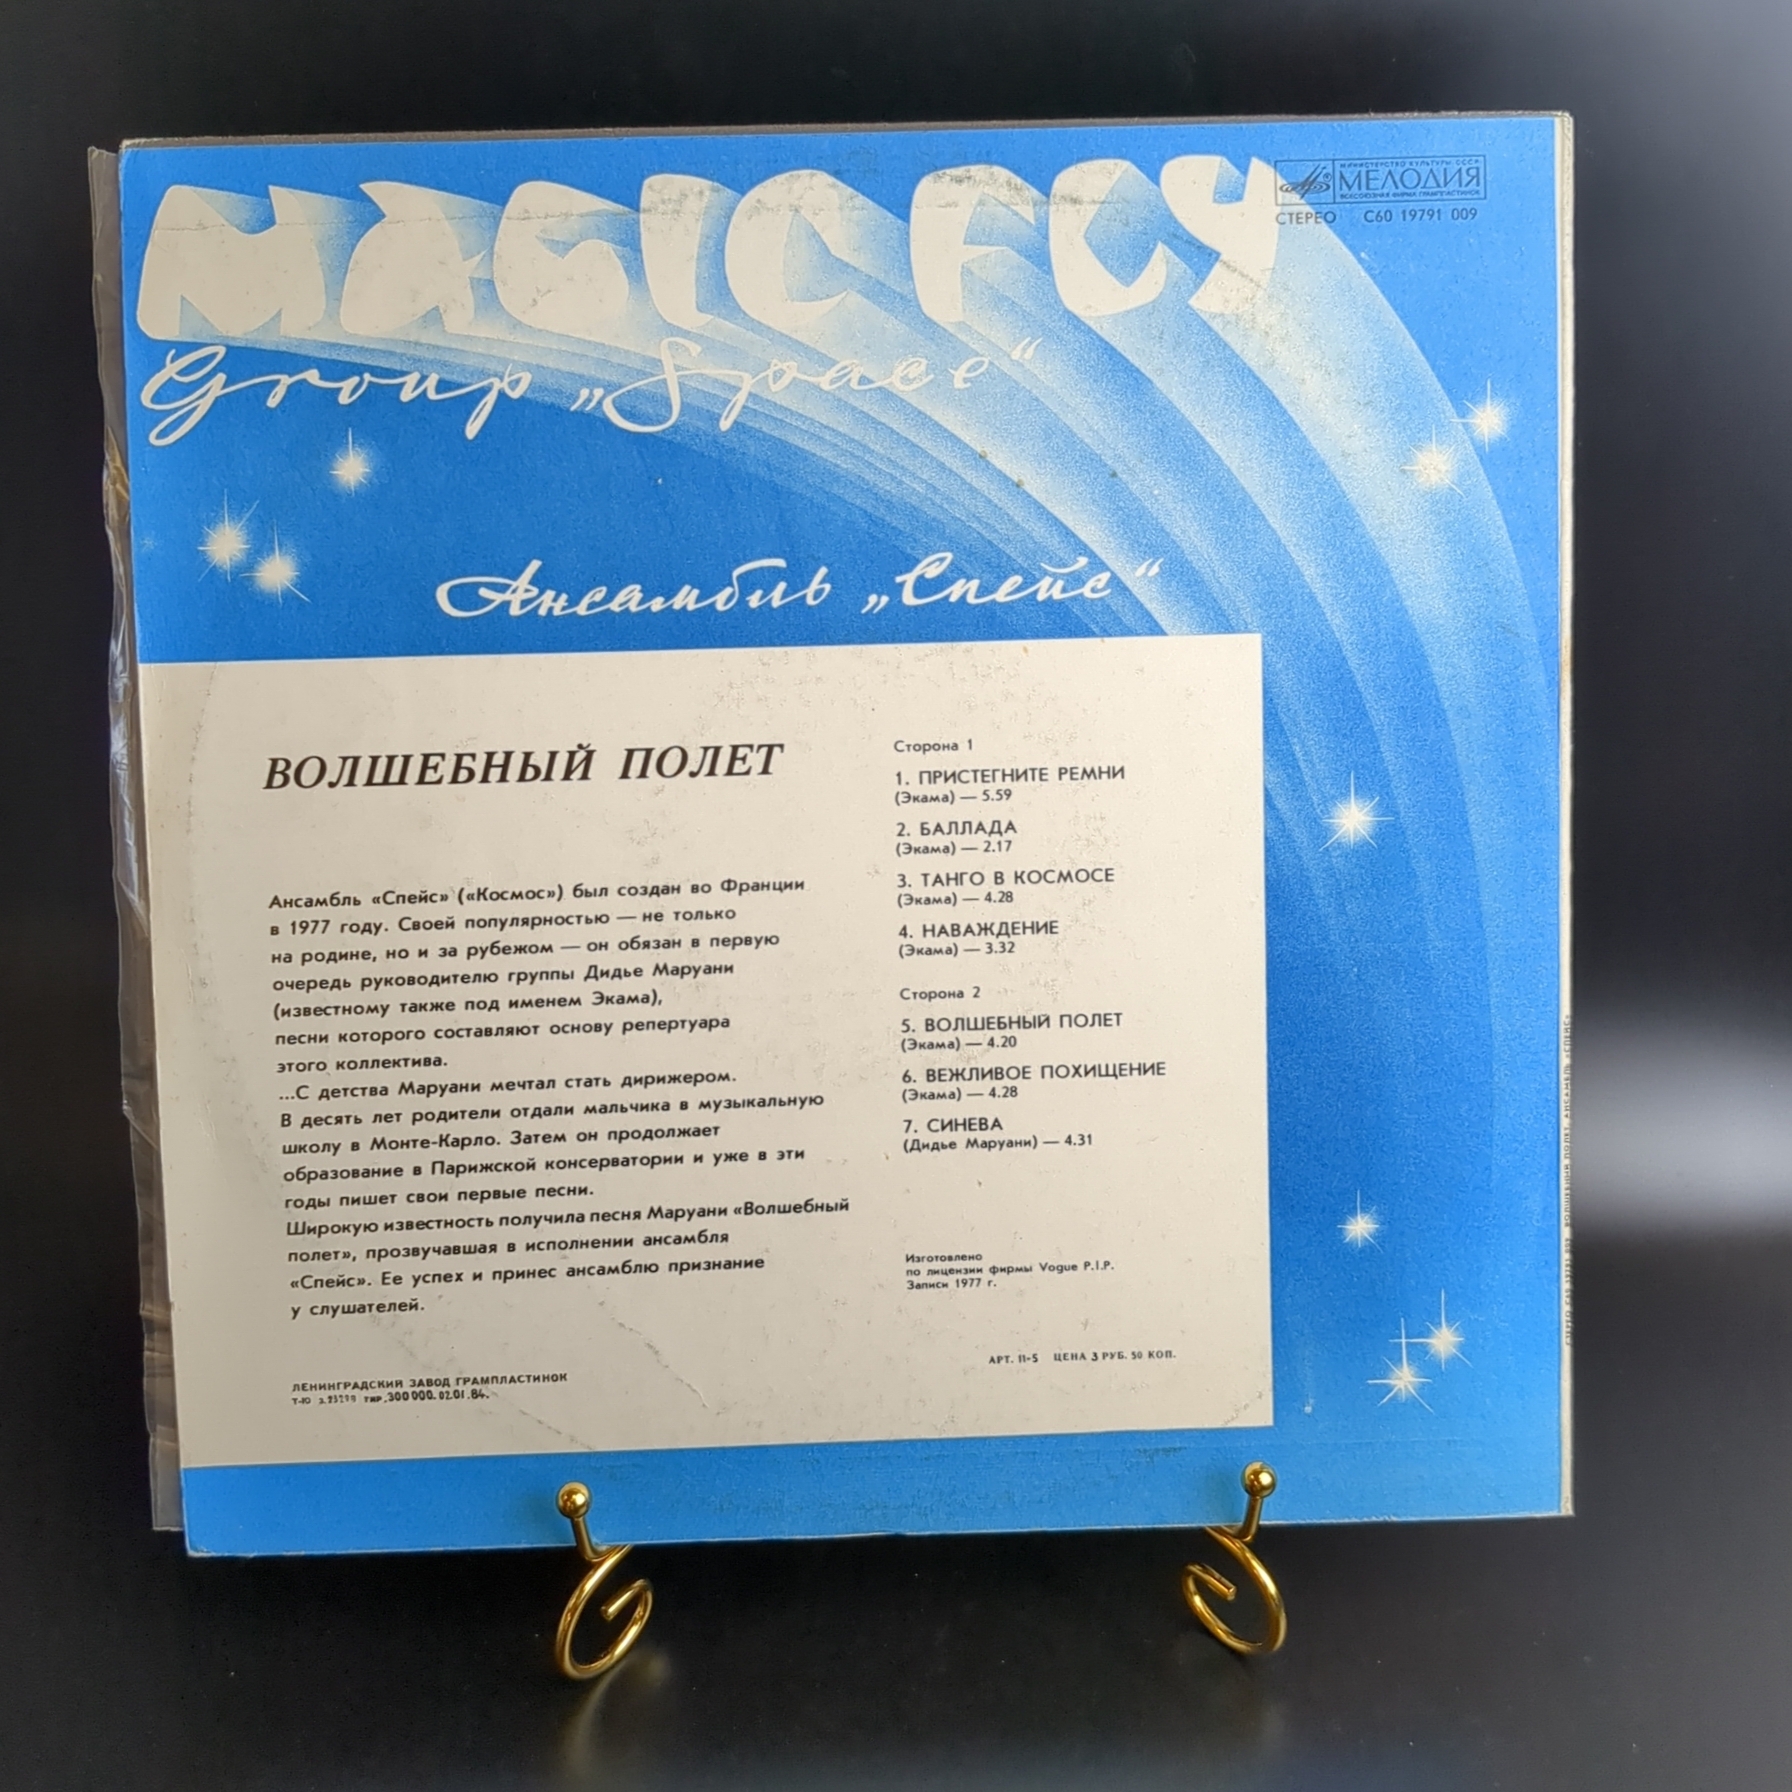 MAGIC FLY
МИНИСТЕРСТВО КУЛЬТУРЫ СССР
МЕЛОДИЯ
ВСЕСОЮЗНАЯ ФИРМА ГРАМПЛАСТИНОК
СТЕРЕО С60 19791 009
Group „Space“
Ансамбль „Спейс“
ВОЛШЕБНЫЙ ПОЛЕТ
Ансамбль «Спейс» («Космос») был создан во Франции
в 1977 году. Своей популярностью — не только
на родине, но и за рубежом — он обязан в первую
очередь руководителю группы Дидье Маруани
(известному также под именем Экама),
песни которого составляют основу репертуара
этого коллектива.
...С детства Маруани мечтал стать дирижером.
В десять лет родители отдали мальчика в музыкальную
школу в Монте-Карло. Затем он продолжает
образование в Парижской консерватории и уже в эти
годы пишет свои первые песни.
Широкую известность получила песня Маруани «Волшебный
полет», прозвучавшая в исполнении ансамбля
«Спейс». Ее успех и принес ансамблю признание
у слушателей.
ЛЕНИНГРАДСКИЙ ЗАВОД ГРАМПЛАСТИНОК
тир. 300 000. 02.01.84.
Сторона 1
1. ПРИСТЕГНИТЕ РЕМНИ
(Экама) — 5.59
2. БАЛЛАДА
(Экама) — 2.17
3. ТАНГО В КОСМОСЕ
(Экама) — 4.28
4. НАВАЖДЕНИЕ
(Экама) — 3.32
Сторона 2
5. ВОЛШЕБНЫЙ ПОЛЕТ
(Экама) — 4.20
6. ВЕЖЛИВОЕ ПОХИЩЕНИЕ
(Экама) — 4.28
7. СИНЕВА
(Дидье Маруани) — 4.31
Изготовлено
по лицензии фирмы Vogue P.I.P.
Записи 1977 г.
АРТ. 11-5 ЦЕНА 3 РУБ. 50 КОП.
СТЕРЕО С60 19791 009 ВОЛШЕБНЫЙ ПОЛЕТ. АНСАМБЛЬ «СПЕЙС»